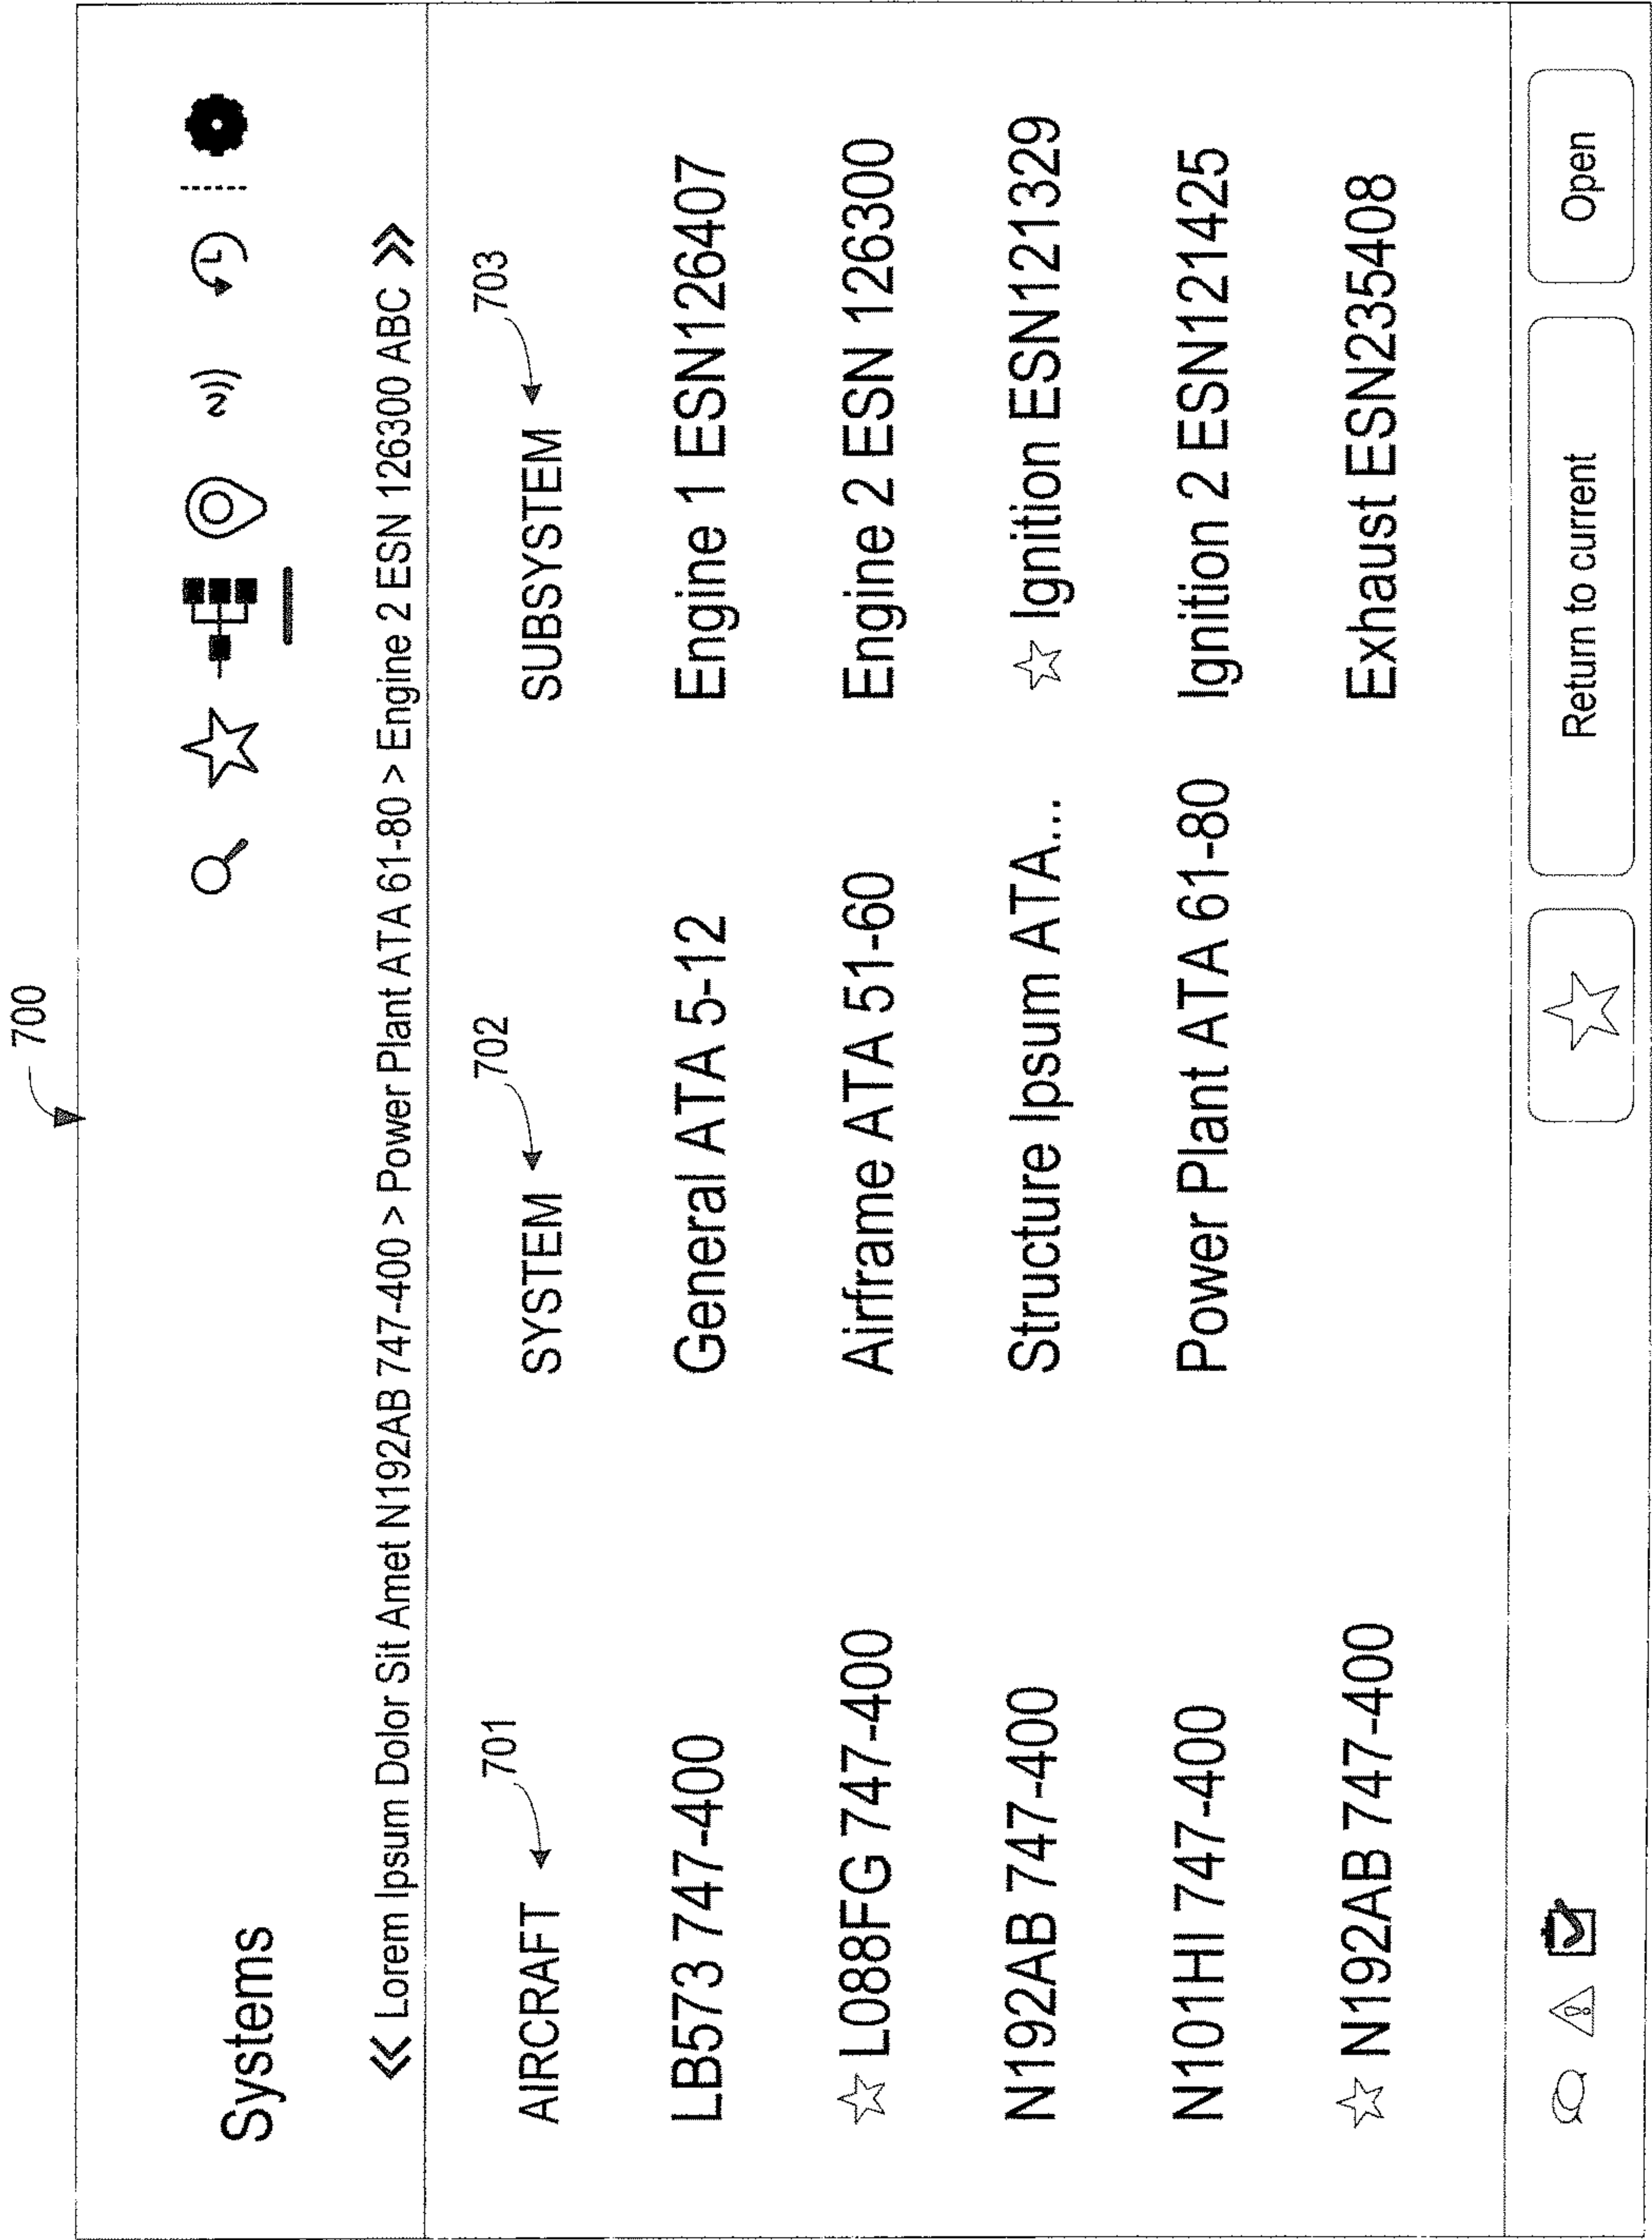 700
Systems
« Lorem Ipsum Dolor Sit Amet N192AB 747-400 > Power Plant ATA 61-80 > Engine 2 ESN 126300 ABC »
701
702
703
AIRCRAFT
SYSTEM
SUBSYSTEM
LB573 747-400
General ATA 5-12
Engine 1 ESN126407
☆ L088FG 747-400
Airframe ATA 51-60
Engine 2 ESN 126300
N192AB 747-400
Structure Ipsum ATA...
☆ Ignition ESN121329
N101HI 747-400
Power Plant ATA 61-80
Ignition 2 ESN121425
☆ N192AB 747-400
Exhaust ESN235408
Return to current
Open